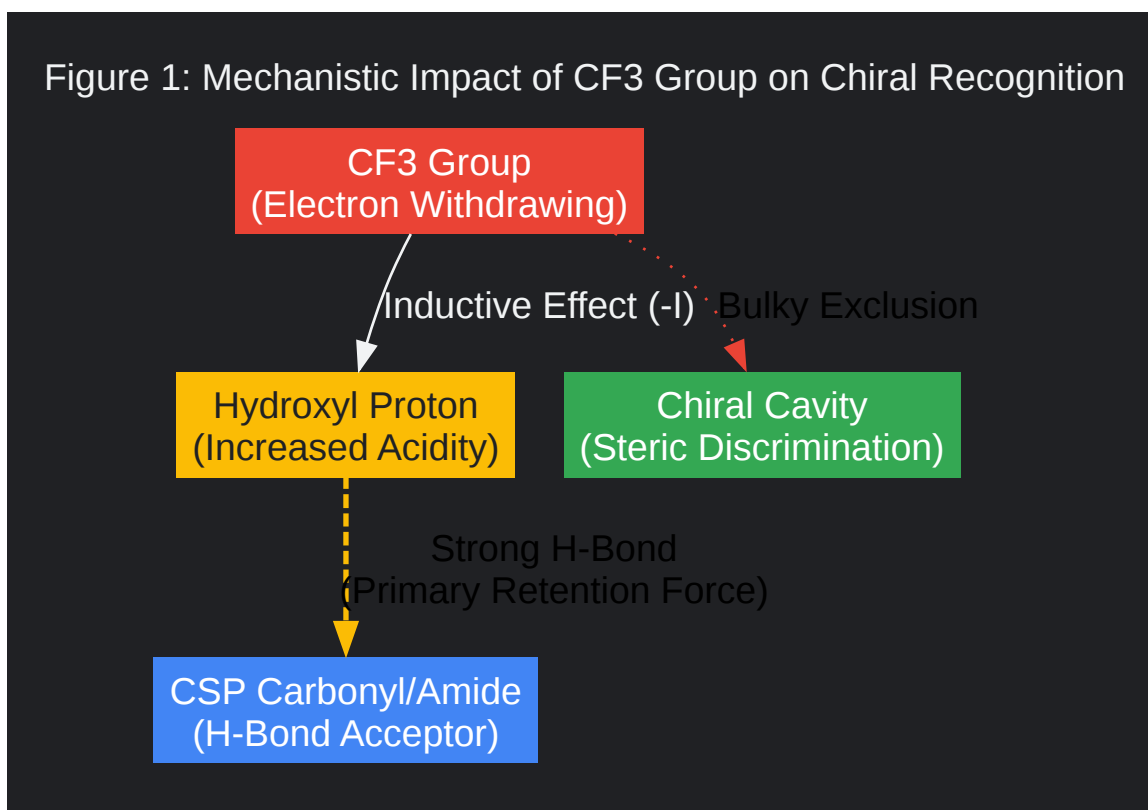 Figure 1: Mechanistic Impact of CF3 Group on Chiral Recognition
CF3 Group
(Electron Withdrawing)
Inductive Effect (-I)
Bulky Exclusion
Hydroxyl Proton
(Increased Acidity)
Chiral Cavity
(Steric Discrimination)
Strong H-Bond
(Primary Retention Force)
CSP Carbonyl/Amide
(H-Bond Acceptor)